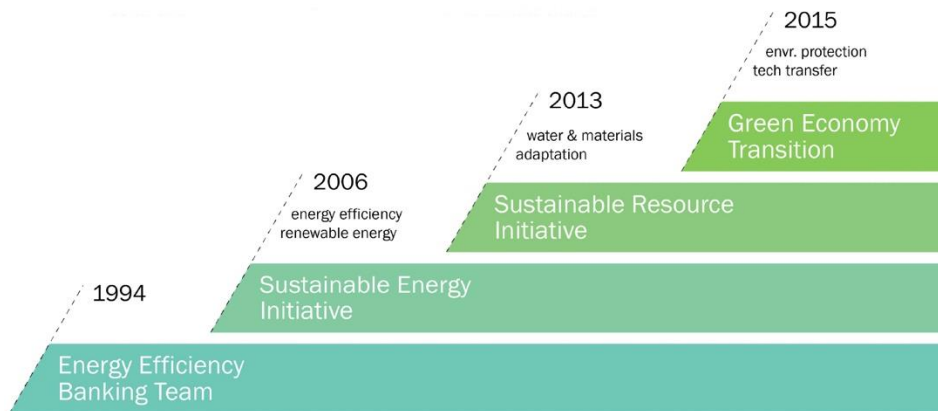 2015
envr. protection
tech transfer
Green Economy
Transition
2013
water & materials
adaptation
Sustainable Resource
Initiative
2006
energy efficiency
renewable energy
Sustainable Energy
Initiative
1994
Energy Efficiency
Banking Team